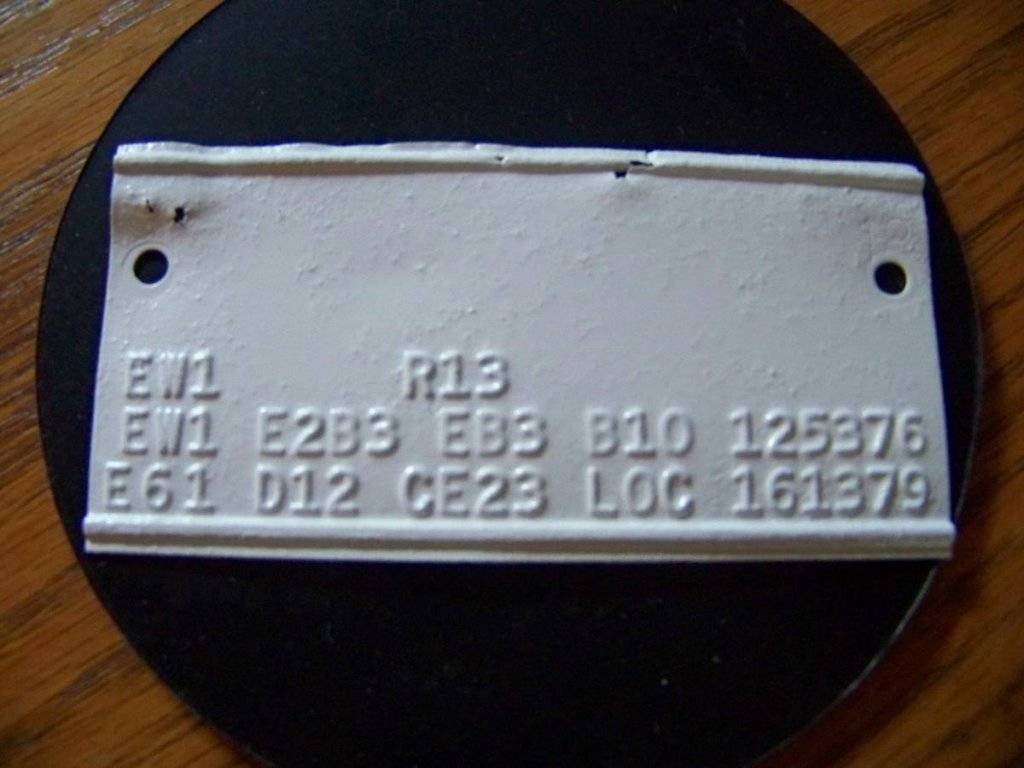 EW1 R13
EW1 E2B3 EB3 B10 125376
E61 D12 CE23 LOC 161379